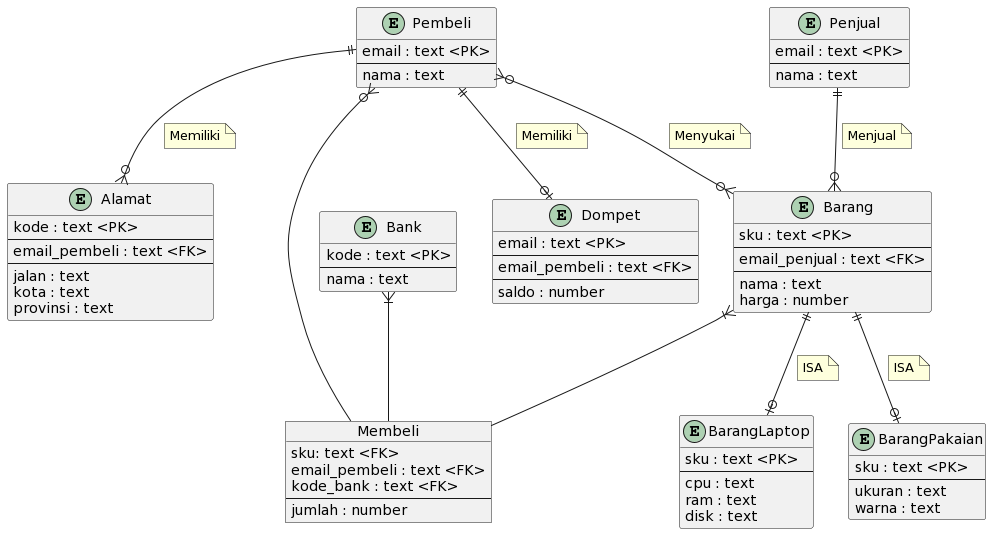 E Pembeli
email : text <PK>
nama : text
E Penjual
email : text <PK>
nama : text
Memiliki
Memiliki
Menyukai
Menjual
E Alamat
kode : text <PK>
email_pembeli : text <FK>
jalan : text
kota : text
provinsi : text
E Bank
kode : text <PK>
nama : text
E Dompet
email : text <PK>
email_pembeli : text <FK>
saldo : number
E Barang
sku : text <PK>
email_penjual : text <FK>
nama : text
harga : number
ISA
ISA
Membeli
sku: text <FK>
email_pembeli : text <FK>
kode_bank : text <FK>
jumlah : number
E BarangLaptop
sku : text <PK>
cpu : text
ram : text
disk : text
E BarangPakaian
sku : text <PK>
ukuran : text
warna : text